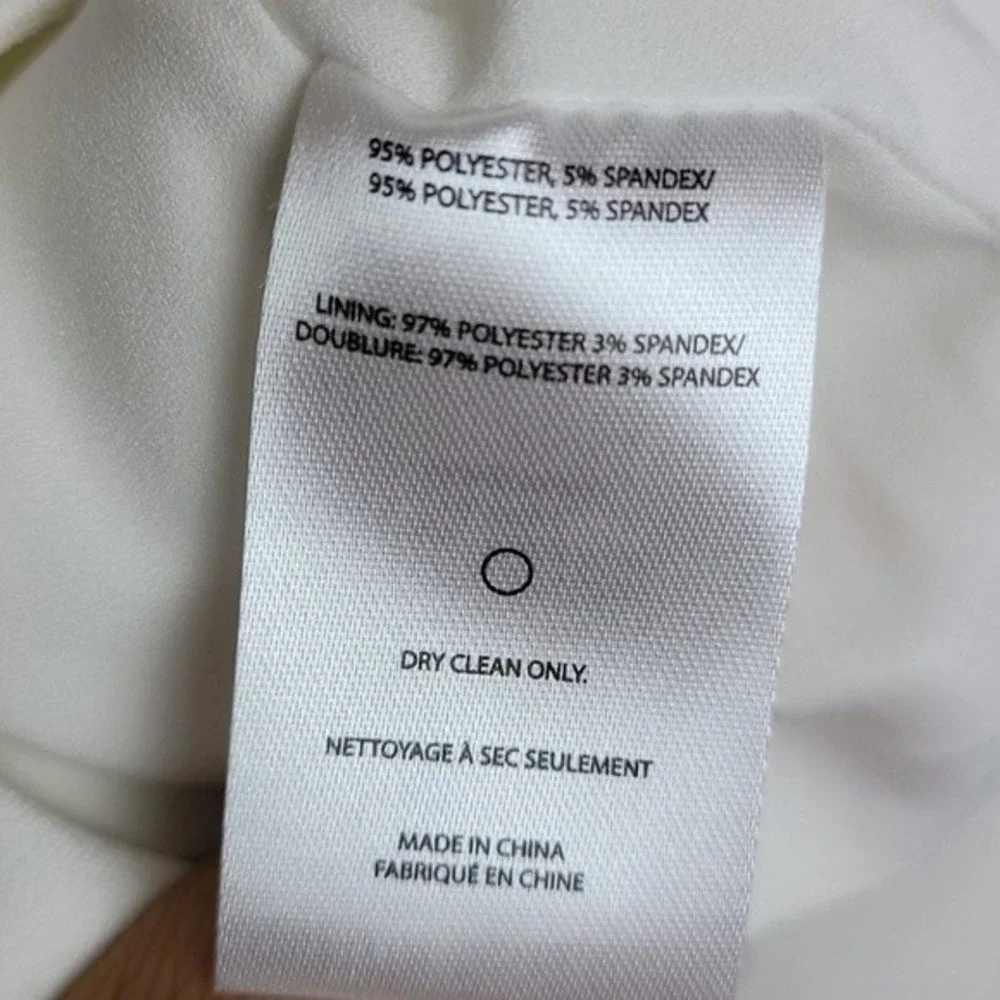 95% POLYESTER, 5% SPANDEX/
95% POLYESTER, 5% SPANDEX
LINING: 97% POLYESTER 3% SPANDEX/
DOUBLURE: 97% POLYESTER 3% SPANDEX
DRY CLEAN ONLY.
NETTOYAGE À SEC SEULEMENT
MADE IN CHINA
FABRIQUÉ EN CHINE